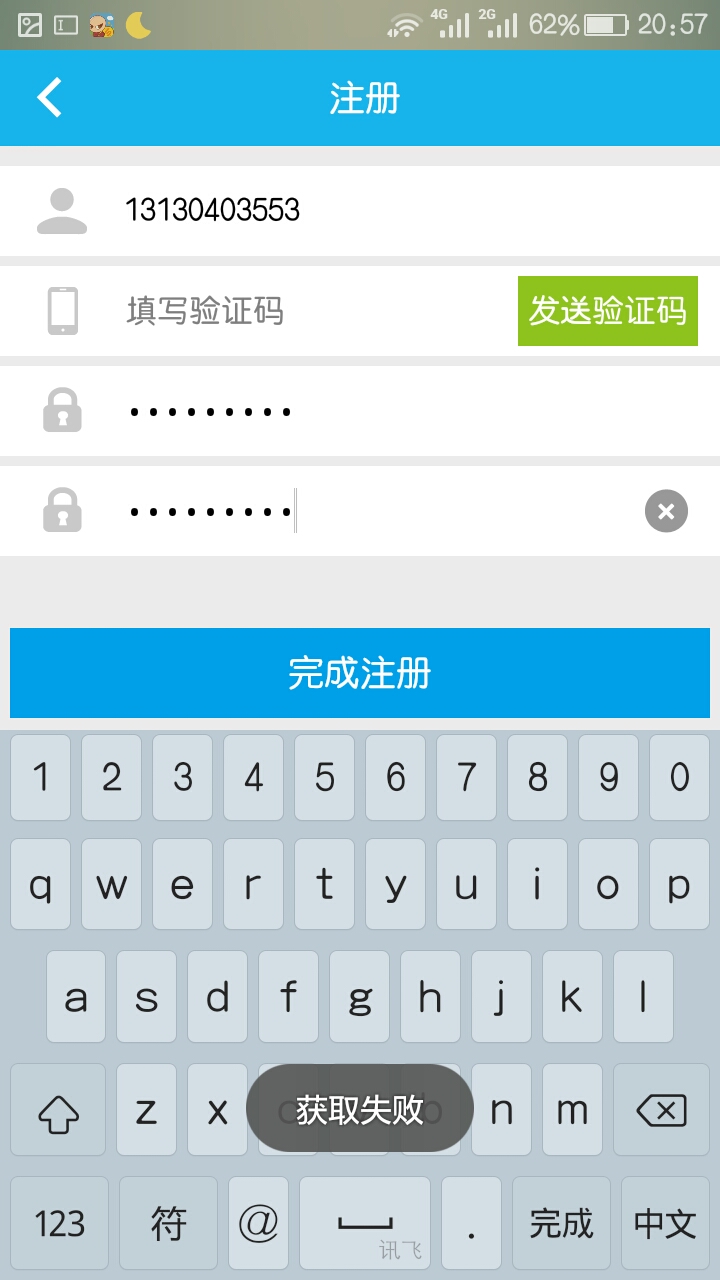 4G 2G 62% 20:57
注册
13130403553
填写验证码 发送验证码
•••••••••
•••••••••
完成注册
1 2 3 4 5 6 7 8 9 0
q w e r t y u i o p
a s d f g h j k l
z x 获取失败 n m
123 符 @ 讯飞 . 完成 中文